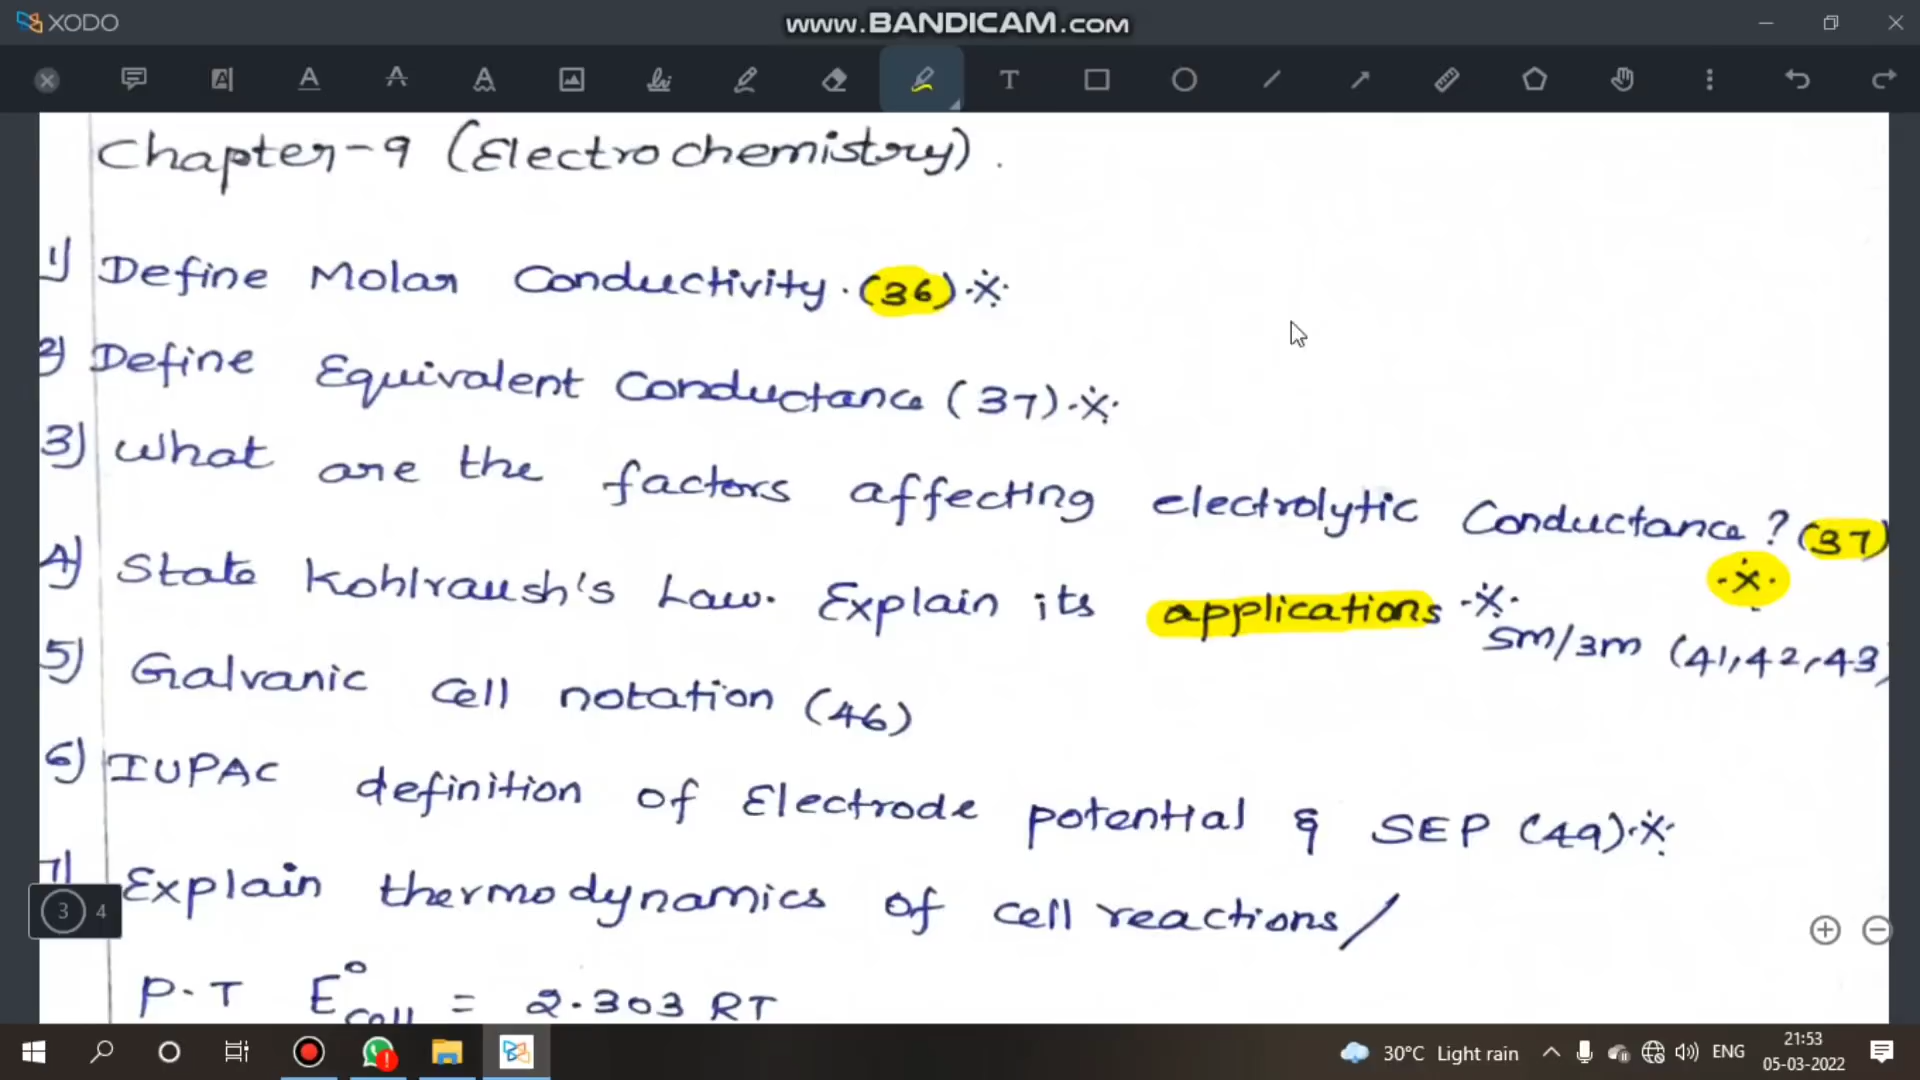 XODO
www.BANDICAM.com
Chapter-9 (Electrochemistry).
1) Define Molar Conductivity. (36) ※
2) Define Equivalent Conductance (37) ※
3) What are the factors affecting electrolytic Conductance? (37) ※
4) State Kohlraush's Law. Explain its applications ※
5m/3m (41,42,43)
5) Galvanic Cell notation (46)
6) IUPAC definition of Electrode potential & SEP (49) ※
7) Explain thermodynamics of cell reactions/
P.T E°cell = 2.303 RT
3 4
30°C Light rain
ENG
21:53
05-03-2022